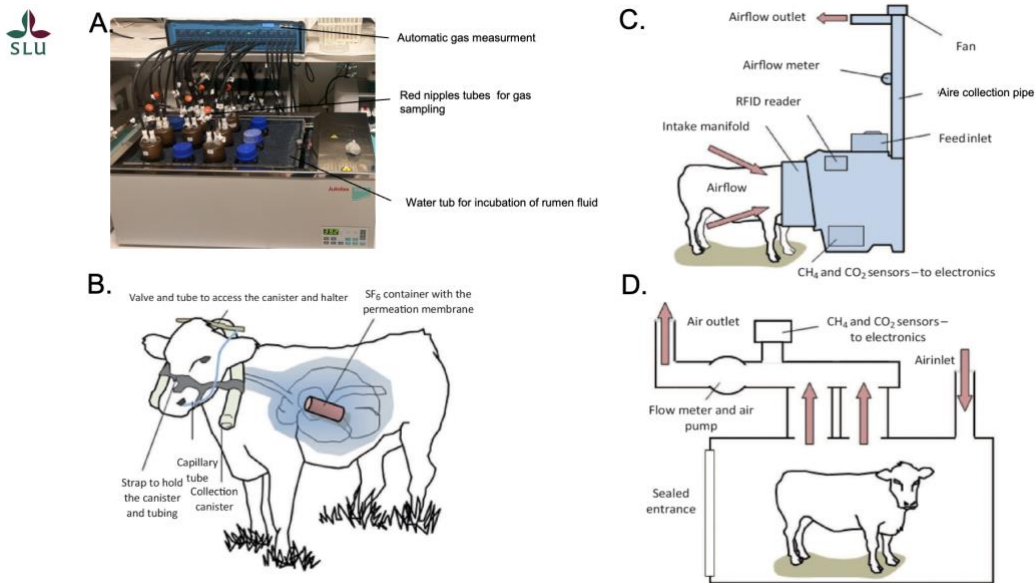 SLU
A.
Automatic gas measurment
Red nipples tubes for gas
sampling
Water tub for incubation of rumen fluid
B.
Valve and tube to access the canister and halter
SF6 container with the
permeation membrane
Strap to hold
the canister
and tubing
Capillary
tube
Collection
canister
C.
Airflow outlet
Fan
Airflow meter
RFID reader
Aire collection pipe
Intake manifold
Feed inlet
Airflow
CH4 and CO2 sensors – to electronics
D.
Air outlet
CH4 and CO2 sensors –
to electronics
Airinlet
Flow meter and air
pump
Sealed
entrance